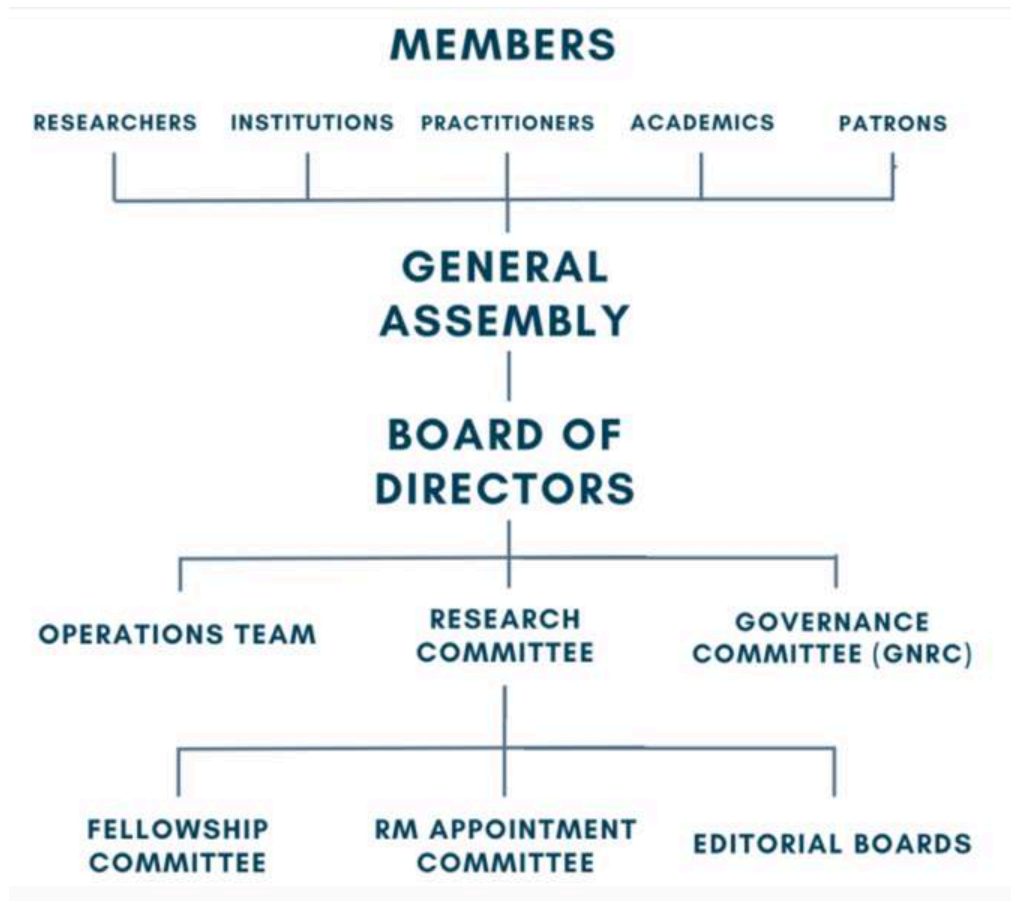 MEMBERS
RESEARCHERS INSTITUTIONS PRACTITIONERS ACADEMICS PATRONS
GENERAL
ASSEMBLY
BOARD OF
DIRECTORS
OPERATIONS TEAM
RESEARCH
COMMITTEE
GOVERNANCE
COMMITTEE (GNRC)
FELLOWSHIP
COMMITTEE
RM APPOINTMENT
COMMITTEE
EDITORIAL BOARDS